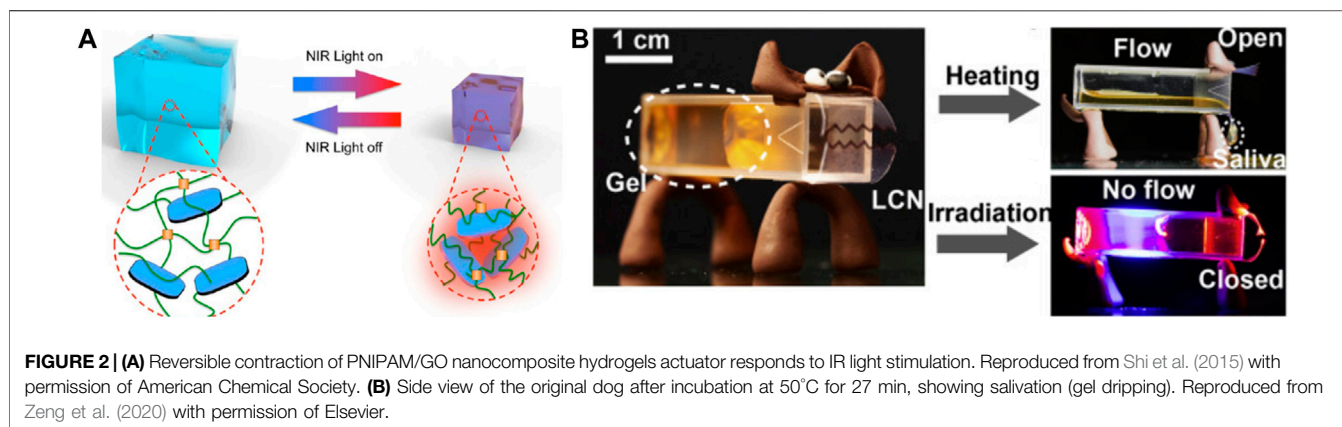 A
NIR Light on
NIR Light off
B
1 cm
Gel
LCN
Heating
Irradiation
Flow
Open
Saliva
No flow
Closed
FIGURE 2 | (A) Reversible contraction of PNIPAM/GO nanocomposite hydrogels actuator responds to IR light stimulation. Reproduced from Shi et al. (2015) with
permission of American Chemical Society. (B) Side view of the original dog after incubation at 50°C for 27 min, showing salivation (gel dripping). Reproduced from
Zeng et al. (2020) with permission of Elsevier.